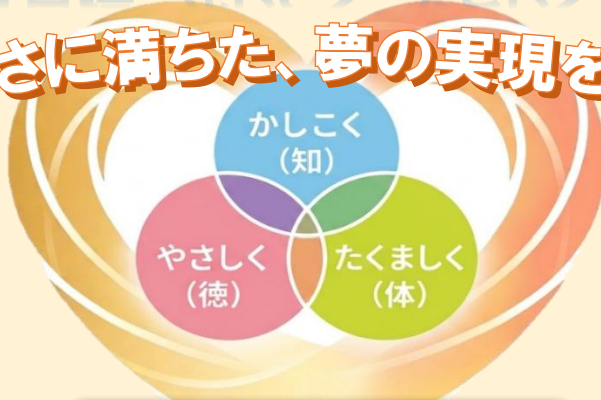 さに満ちた、夢の実現を
かしこく
（知）
やさしく
（徳）
たくましく
（体）